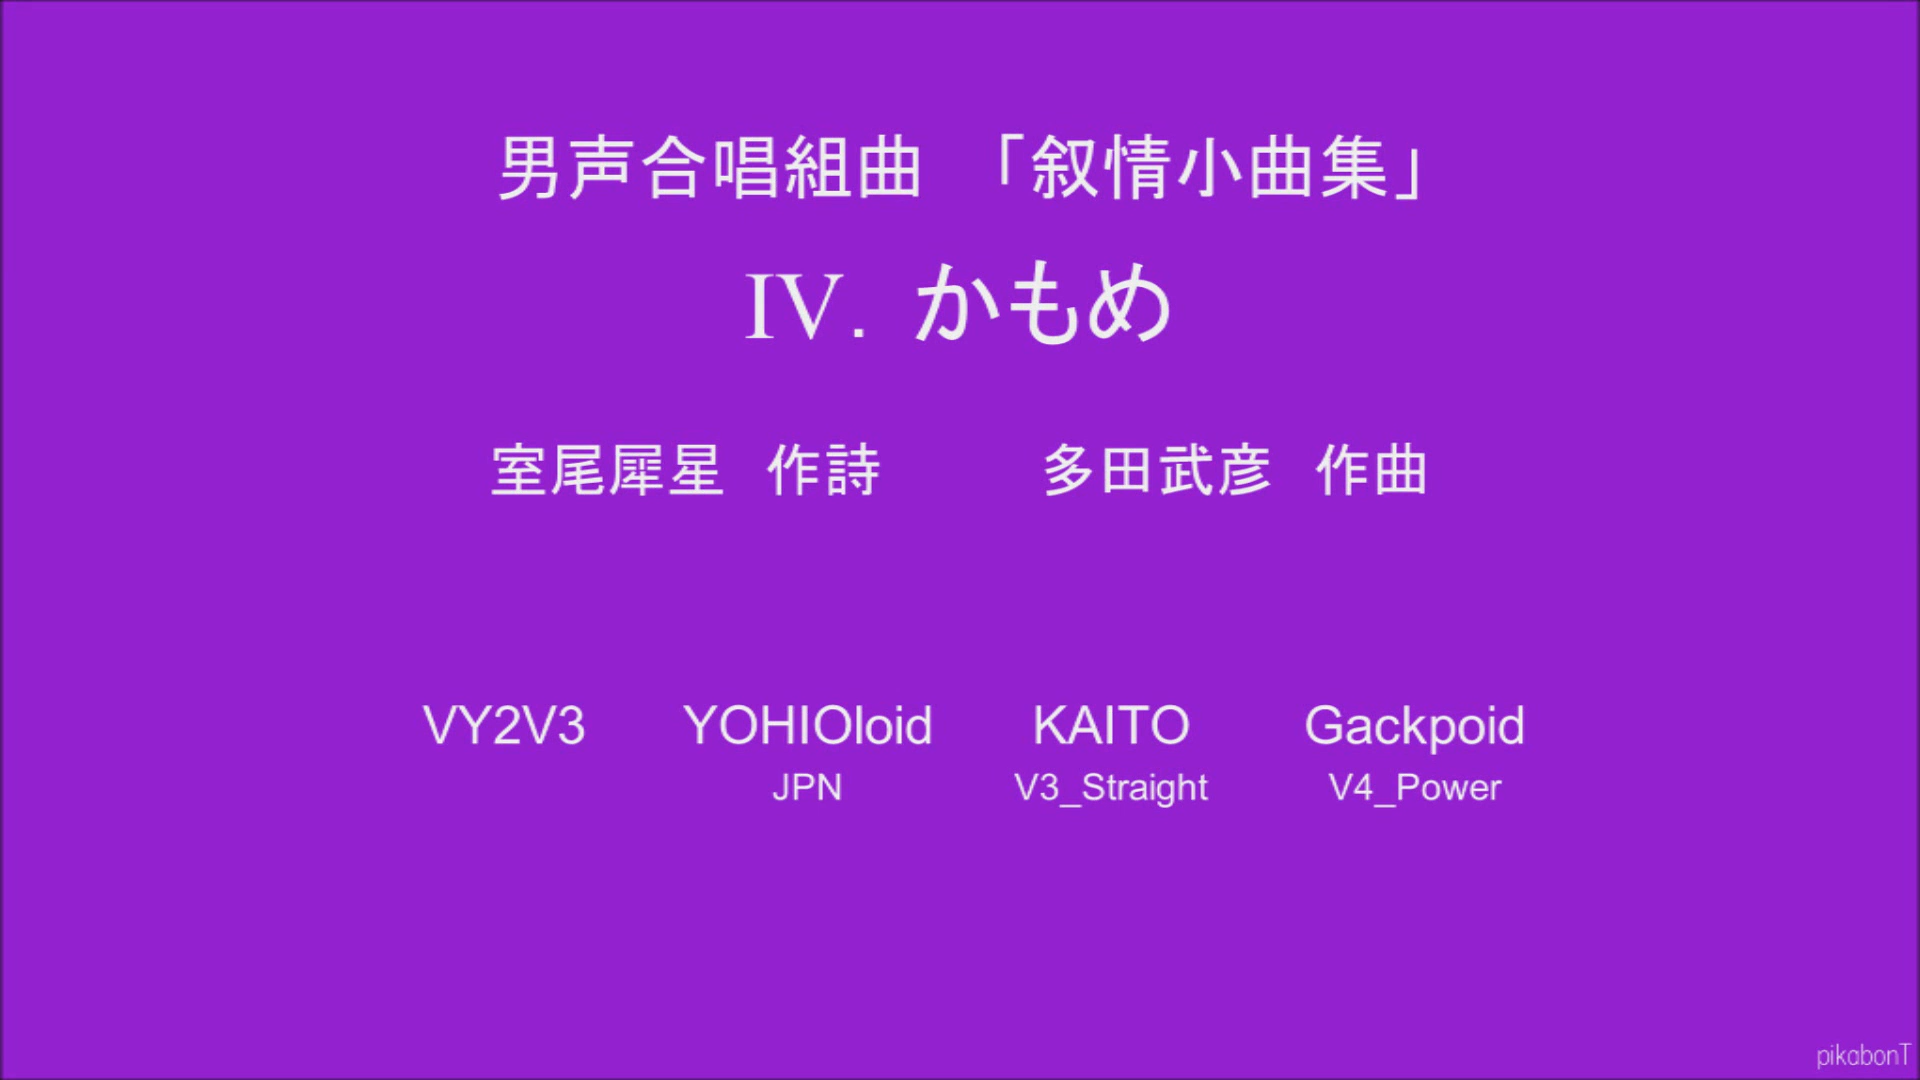 男声合唱組曲 「叙情小曲集」
IV. かもめ
室尾犀星 作詩 多田武彦 作曲
VY2V3 YOHIOloid KAITO Gackpoid
JPN V3_Straight V4_Power
pikabonT